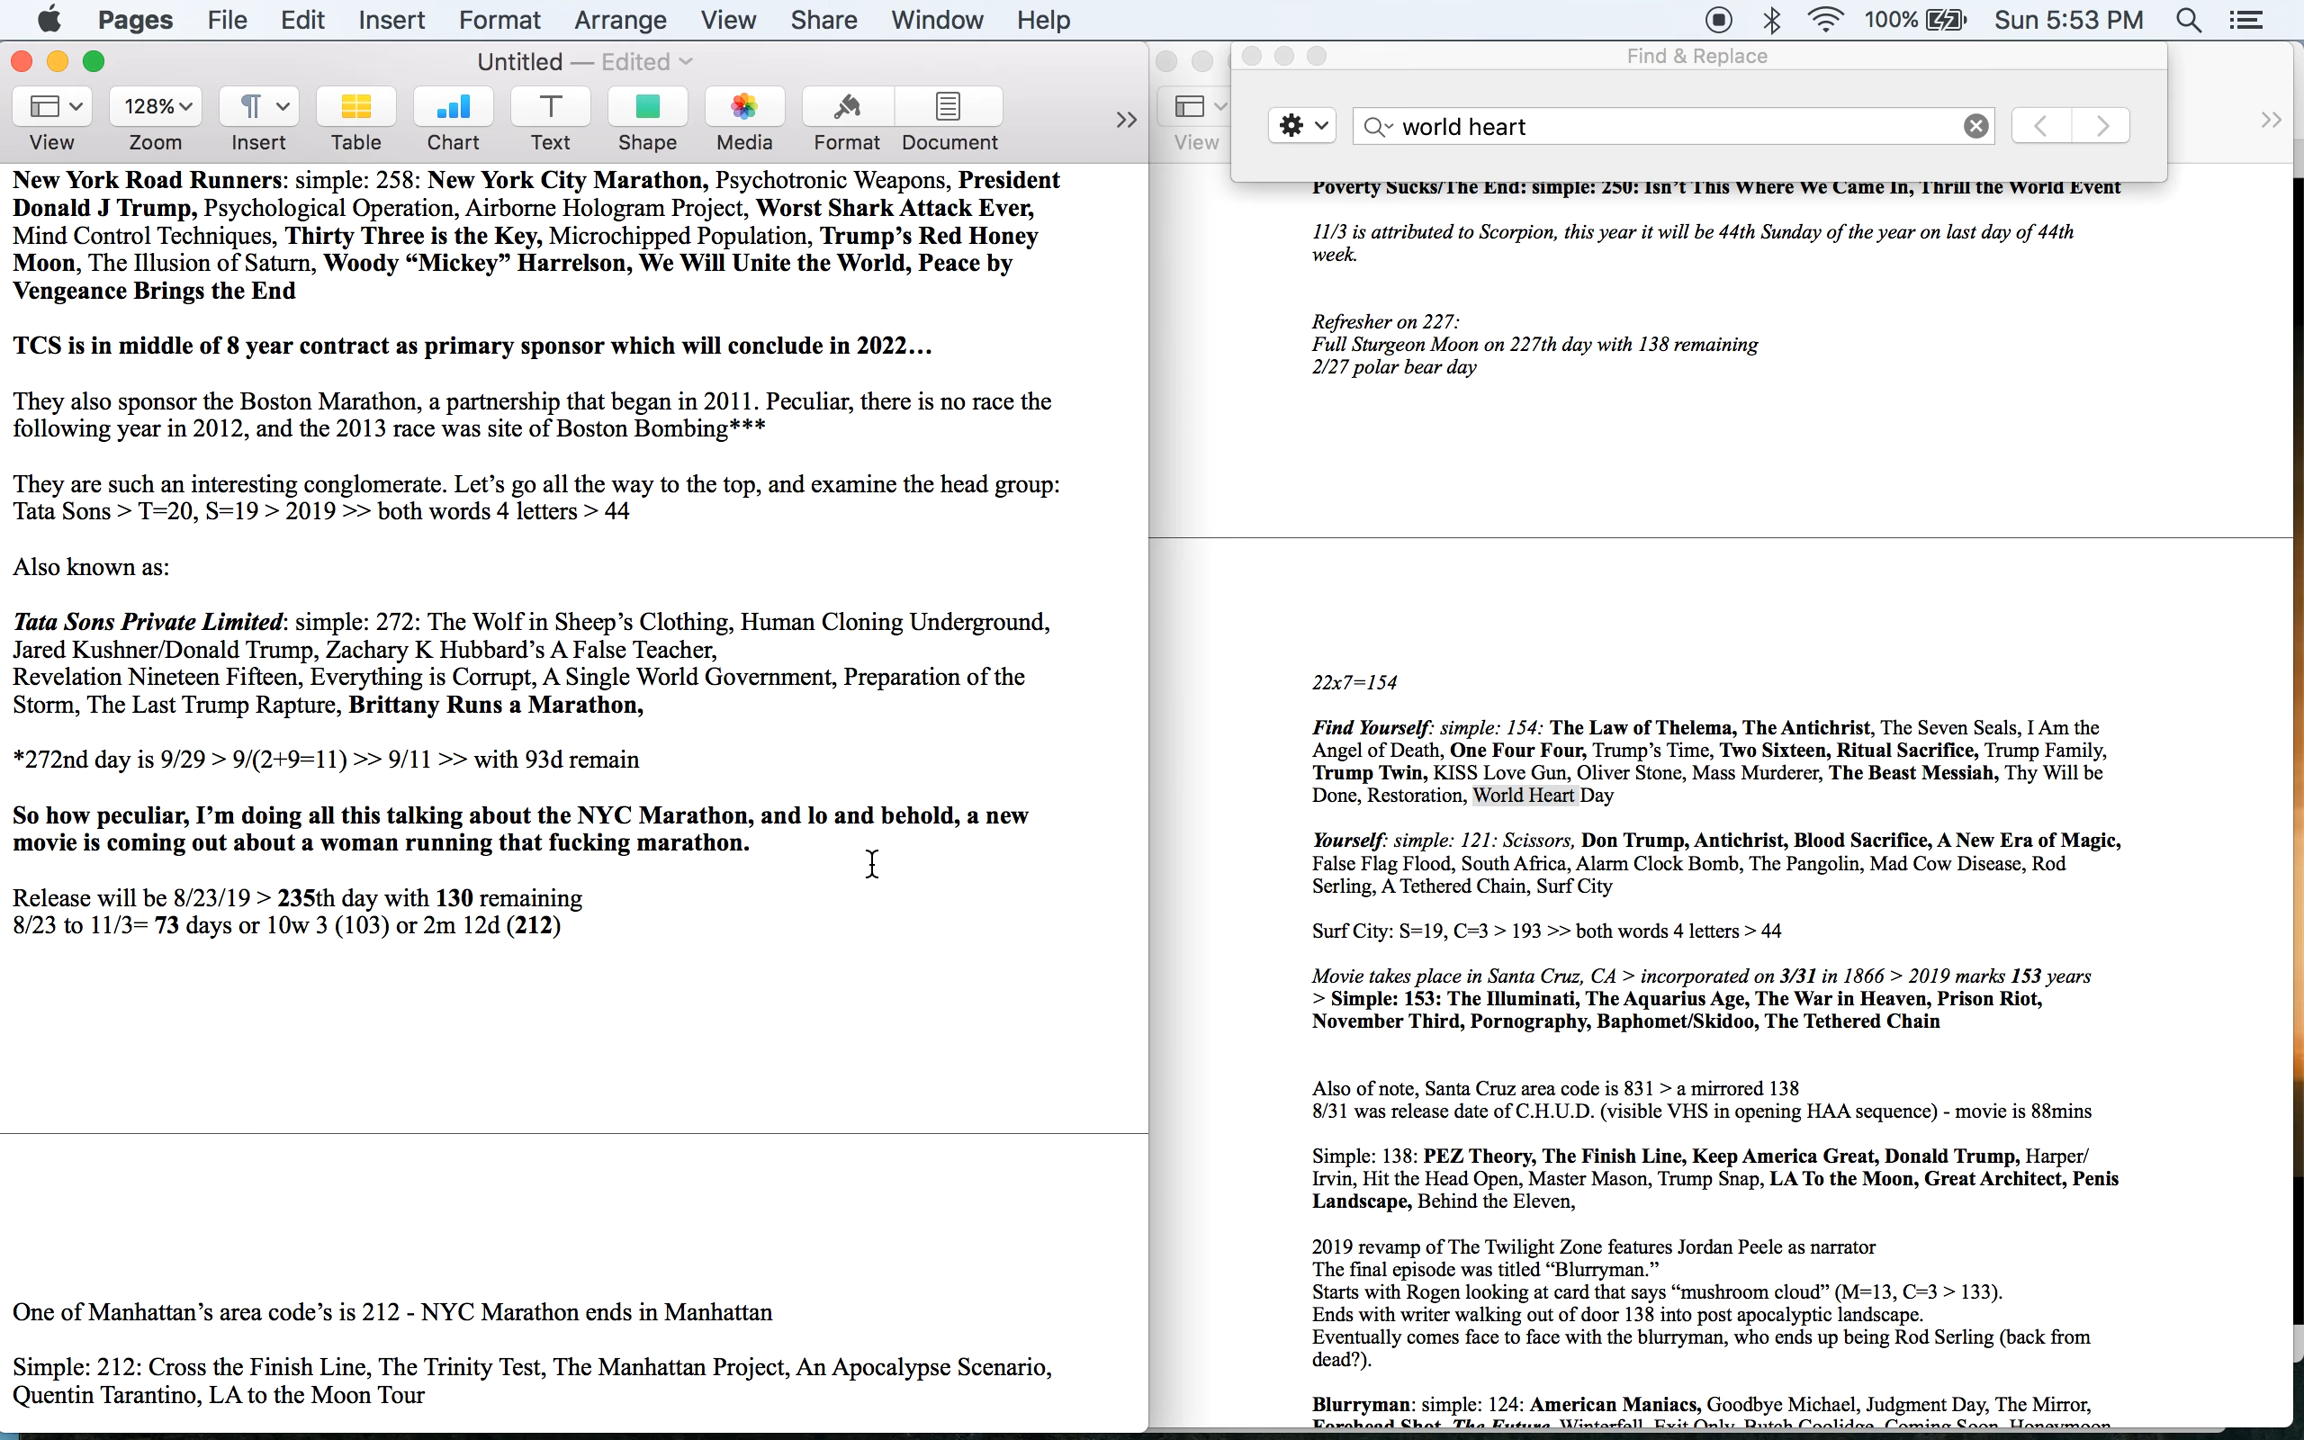 Pages File Edit Insert Format Arrange View Share Window Help 100% Sun 5:53 PM
Untitled — Edited
128%
View Zoom Insert Table Chart Text Shape Media Format Document
New York Road Runners: simple: 258: New York City Marathon, Psychotronic Weapons, President
Donald J Trump, Psychological Operation, Airborne Hologram Project, Worst Shark Attack Ever,
Mind Control Techniques, Thirty Three is the Key, Microchipped Population, Trump’s Red Honey
Moon, The Illusion of Saturn, Woody “Mickey” Harrelson, We Will Unite the World, Peace by
Vengeance Brings the End
TCS is in middle of 8 year contract as primary sponsor which will conclude in 2022…
They also sponsor the Boston Marathon, a partnership that began in 2011. Peculiar, there is no race the
following year in 2012, and the 2013 race was site of Boston Bombing***
They are such an interesting conglomerate. Let’s go all the way to the top, and examine the head group:
Tata Sons > T=20, S=19 > 2019 >> both words 4 letters > 44
Also known as:
Tata Sons Private Limited: simple: 272: The Wolf in Sheep’s Clothing, Human Cloning Underground,
Jared Kushner/Donald Trump, Zachary K Hubbard’s A False Teacher,
Revelation Nineteen Fifteen, Everything is Corrupt, A Single World Government, Preparation of the
Storm, The Last Trump Rapture, Brittany Runs a Marathon,
*272nd day is 9/29 > 9/(2+9=11) >> 9/11 >> with 93d remain
So how peculiar, I’m doing all this talking about the NYC Marathon, and lo and behold, a new
movie is coming out about a woman running that fucking marathon.
Release will be 8/23/19 > 235th day with 130 remaining
8/23 to 11/3= 73 days or 10w 3 (103) or 2m 12d (212)
One of Manhattan’s area code’s is 212 - NYC Marathon ends in Manhattan
Simple: 212: Cross the Finish Line, The Trinity Test, The Manhattan Project, An Apocalypse Scenario,
Quentin Tarantino, LA to the Moon Tour
View
Find & Replace
world heart
Poverty Sucks/The End: simple: 250: Isn’t This Where We Came In, Thrill the World Event
11/3 is attributed to Scorpion, this year it will be 44th Sunday of the year on last day of 44th
week.
Refresher on 227:
Full Sturgeon Moon on 227th day with 138 remaining
2/27 polar bear day
22x7=154
Find Yourself: simple: 154: The Law of Thelema, The Antichrist, The Seven Seals, I Am the
Angel of Death, One Four Four, Trump’s Time, Two Sixteen, Ritual Sacrifice, Trump Family,
Trump Twin, KISS Love Gun, Oliver Stone, Mass Murderer, The Beast Messiah, Thy Will be
Done, Restoration, World Heart Day
Yourself: simple: 121: Scissors, Don Trump, Antichrist, Blood Sacrifice, A New Era of Magic,
False Flag Flood, South Africa, Alarm Clock Bomb, The Pangolin, Mad Cow Disease, Rod
Serling, A Tethered Chain, Surf City
Surf City: S=19, C=3 > 193 >> both words 4 letters > 44
Movie takes place in Santa Cruz, CA > incorporated on 3/31 in 1866 > 2019 marks 153 years
> Simple: 153: The Illuminati, The Aquarius Age, The War in Heaven, Prison Riot,
November Third, Pornography, Baphomet/Skidoo, The Tethered Chain
Also of note, Santa Cruz area code is 831 > a mirrored 138
8/31 was release date of C.H.U.D. (visible VHS in opening HAA sequence) - movie is 88mins
Simple: 138: PEZ Theory, The Finish Line, Keep America Great, Donald Trump, Harper/
Irvin, Hit the Head Open, Master Mason, Trump Snap, LA To the Moon, Great Architect, Penis
Landscape, Behind the Eleven,
2019 revamp of The Twilight Zone features Jordan Peele as narrator
The final episode was titled “Blurryman.”
Starts with Rogen looking at card that says “mushroom cloud” (M=13, C=3 > 133).
Ends with writer walking out of door 138 into post apocalyptic landscape.
Eventually comes face to face with the blurryman, who ends up being Rod Serling (back from
dead?).
Blurryman: simple: 124: American Maniacs, Goodbye Michael, Judgment Day, The Mirror,
Forehead Shot, The Future, Winterfell, Exit Only, Butch Coolidge, Coming Soon, Honeymoon